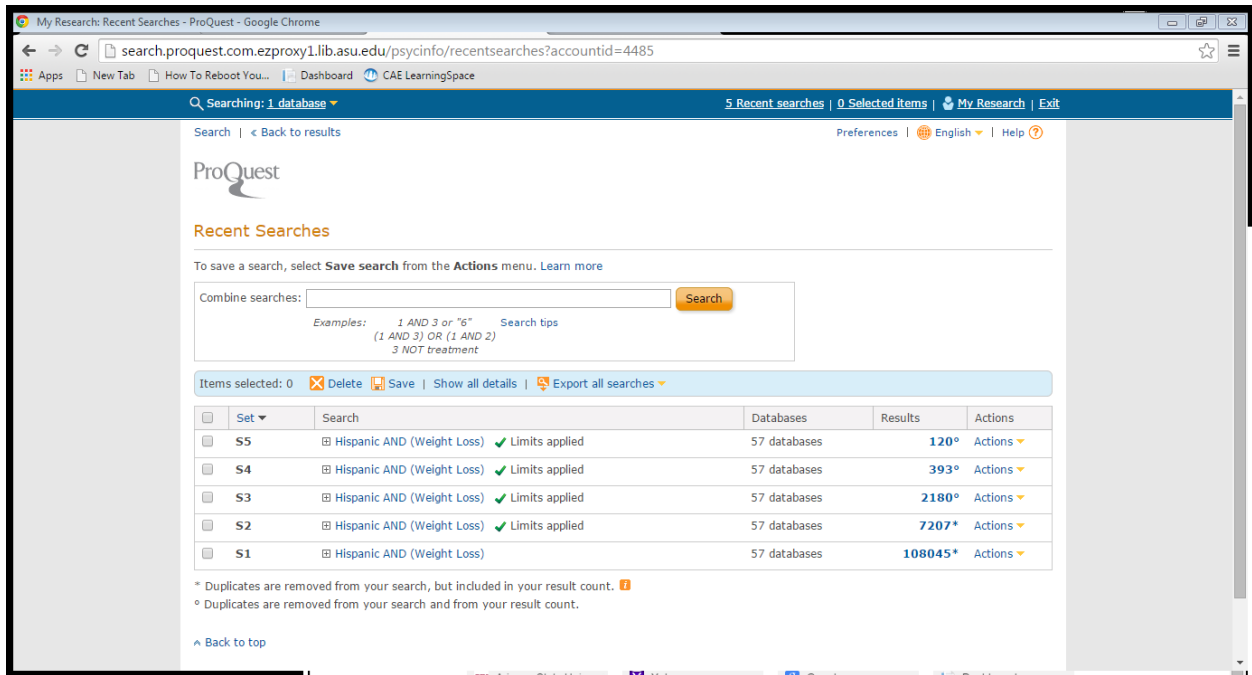 My Research: Recent Searches - ProQuest - Google Chrome
search.proquest.com.ezproxy1.lib.asu.edu/psycinfo/recentsearches?accountid=4485
Apps New Tab How To Reboot You... Dashboard CAE LearningSpace
Searching: 1 database 5 Recent searches | 0 Selected items | My Research | Exit
Search | « Back to results Preferences | English | Help ?
ProQuest
Recent Searches
To save a search, select Save search from the Actions menu. Learn more
Combine searches: Search
Examples: 1 AND 3 or "6" Search tips
(1 AND 3) OR (1 AND 2)
3 NOT treatment
Items selected: 0 Delete Save | Show all details | Export all searches
Set Search Databases Results Actions
S5 Hispanic AND (Weight Loss) Limits applied 57 databases 120° Actions
S4 Hispanic AND (Weight Loss) Limits applied 57 databases 393° Actions
S3 Hispanic AND (Weight Loss) Limits applied 57 databases 2180° Actions
S2 Hispanic AND (Weight Loss) Limits applied 57 databases 7207* Actions
S1 Hispanic AND (Weight Loss) 57 databases 108045* Actions
* Duplicates are removed from your search, but included in your result count. i
° Duplicates are removed from your search and from your result count.
Back to top